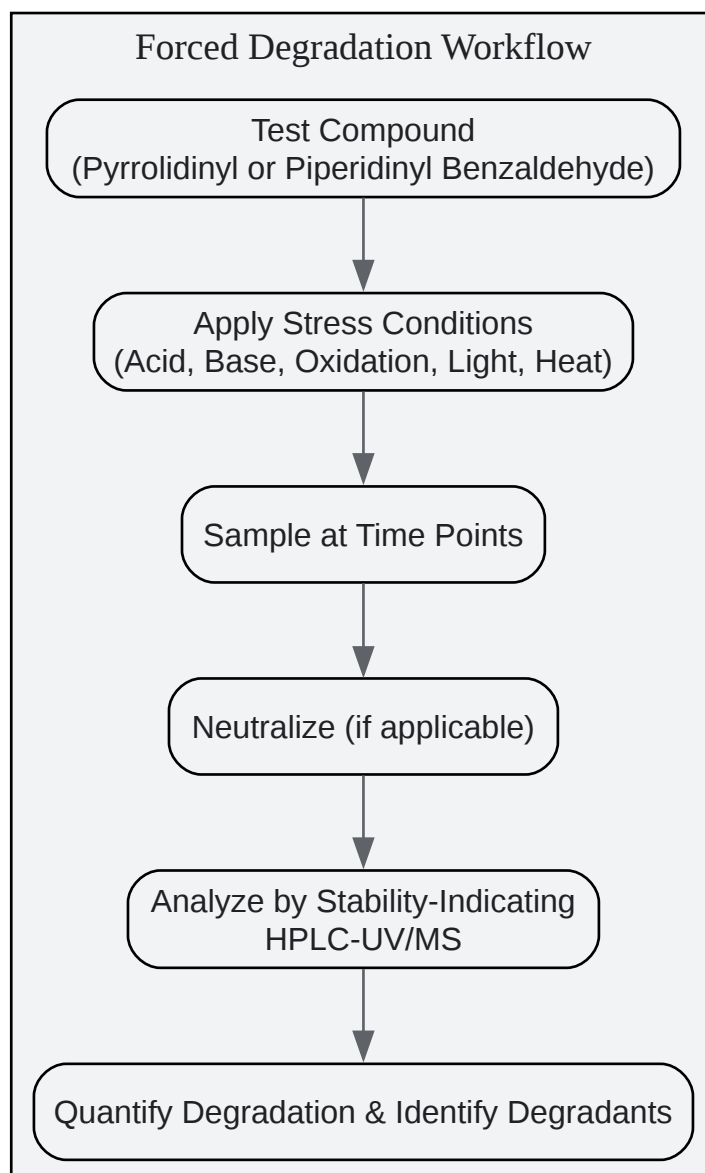 Forced Degradation Workflow
Test Compound
(Pyrrolidinyl or Piperidinyl Benzaldehyde)
Apply Stress Conditions
(Acid, Base, Oxidation, Light, Heat)
Sample at Time Points
Neutralize (if applicable)
Analyze by Stability-Indicating
HPLC-UV/MS
Quantify Degradation & Identify Degradants